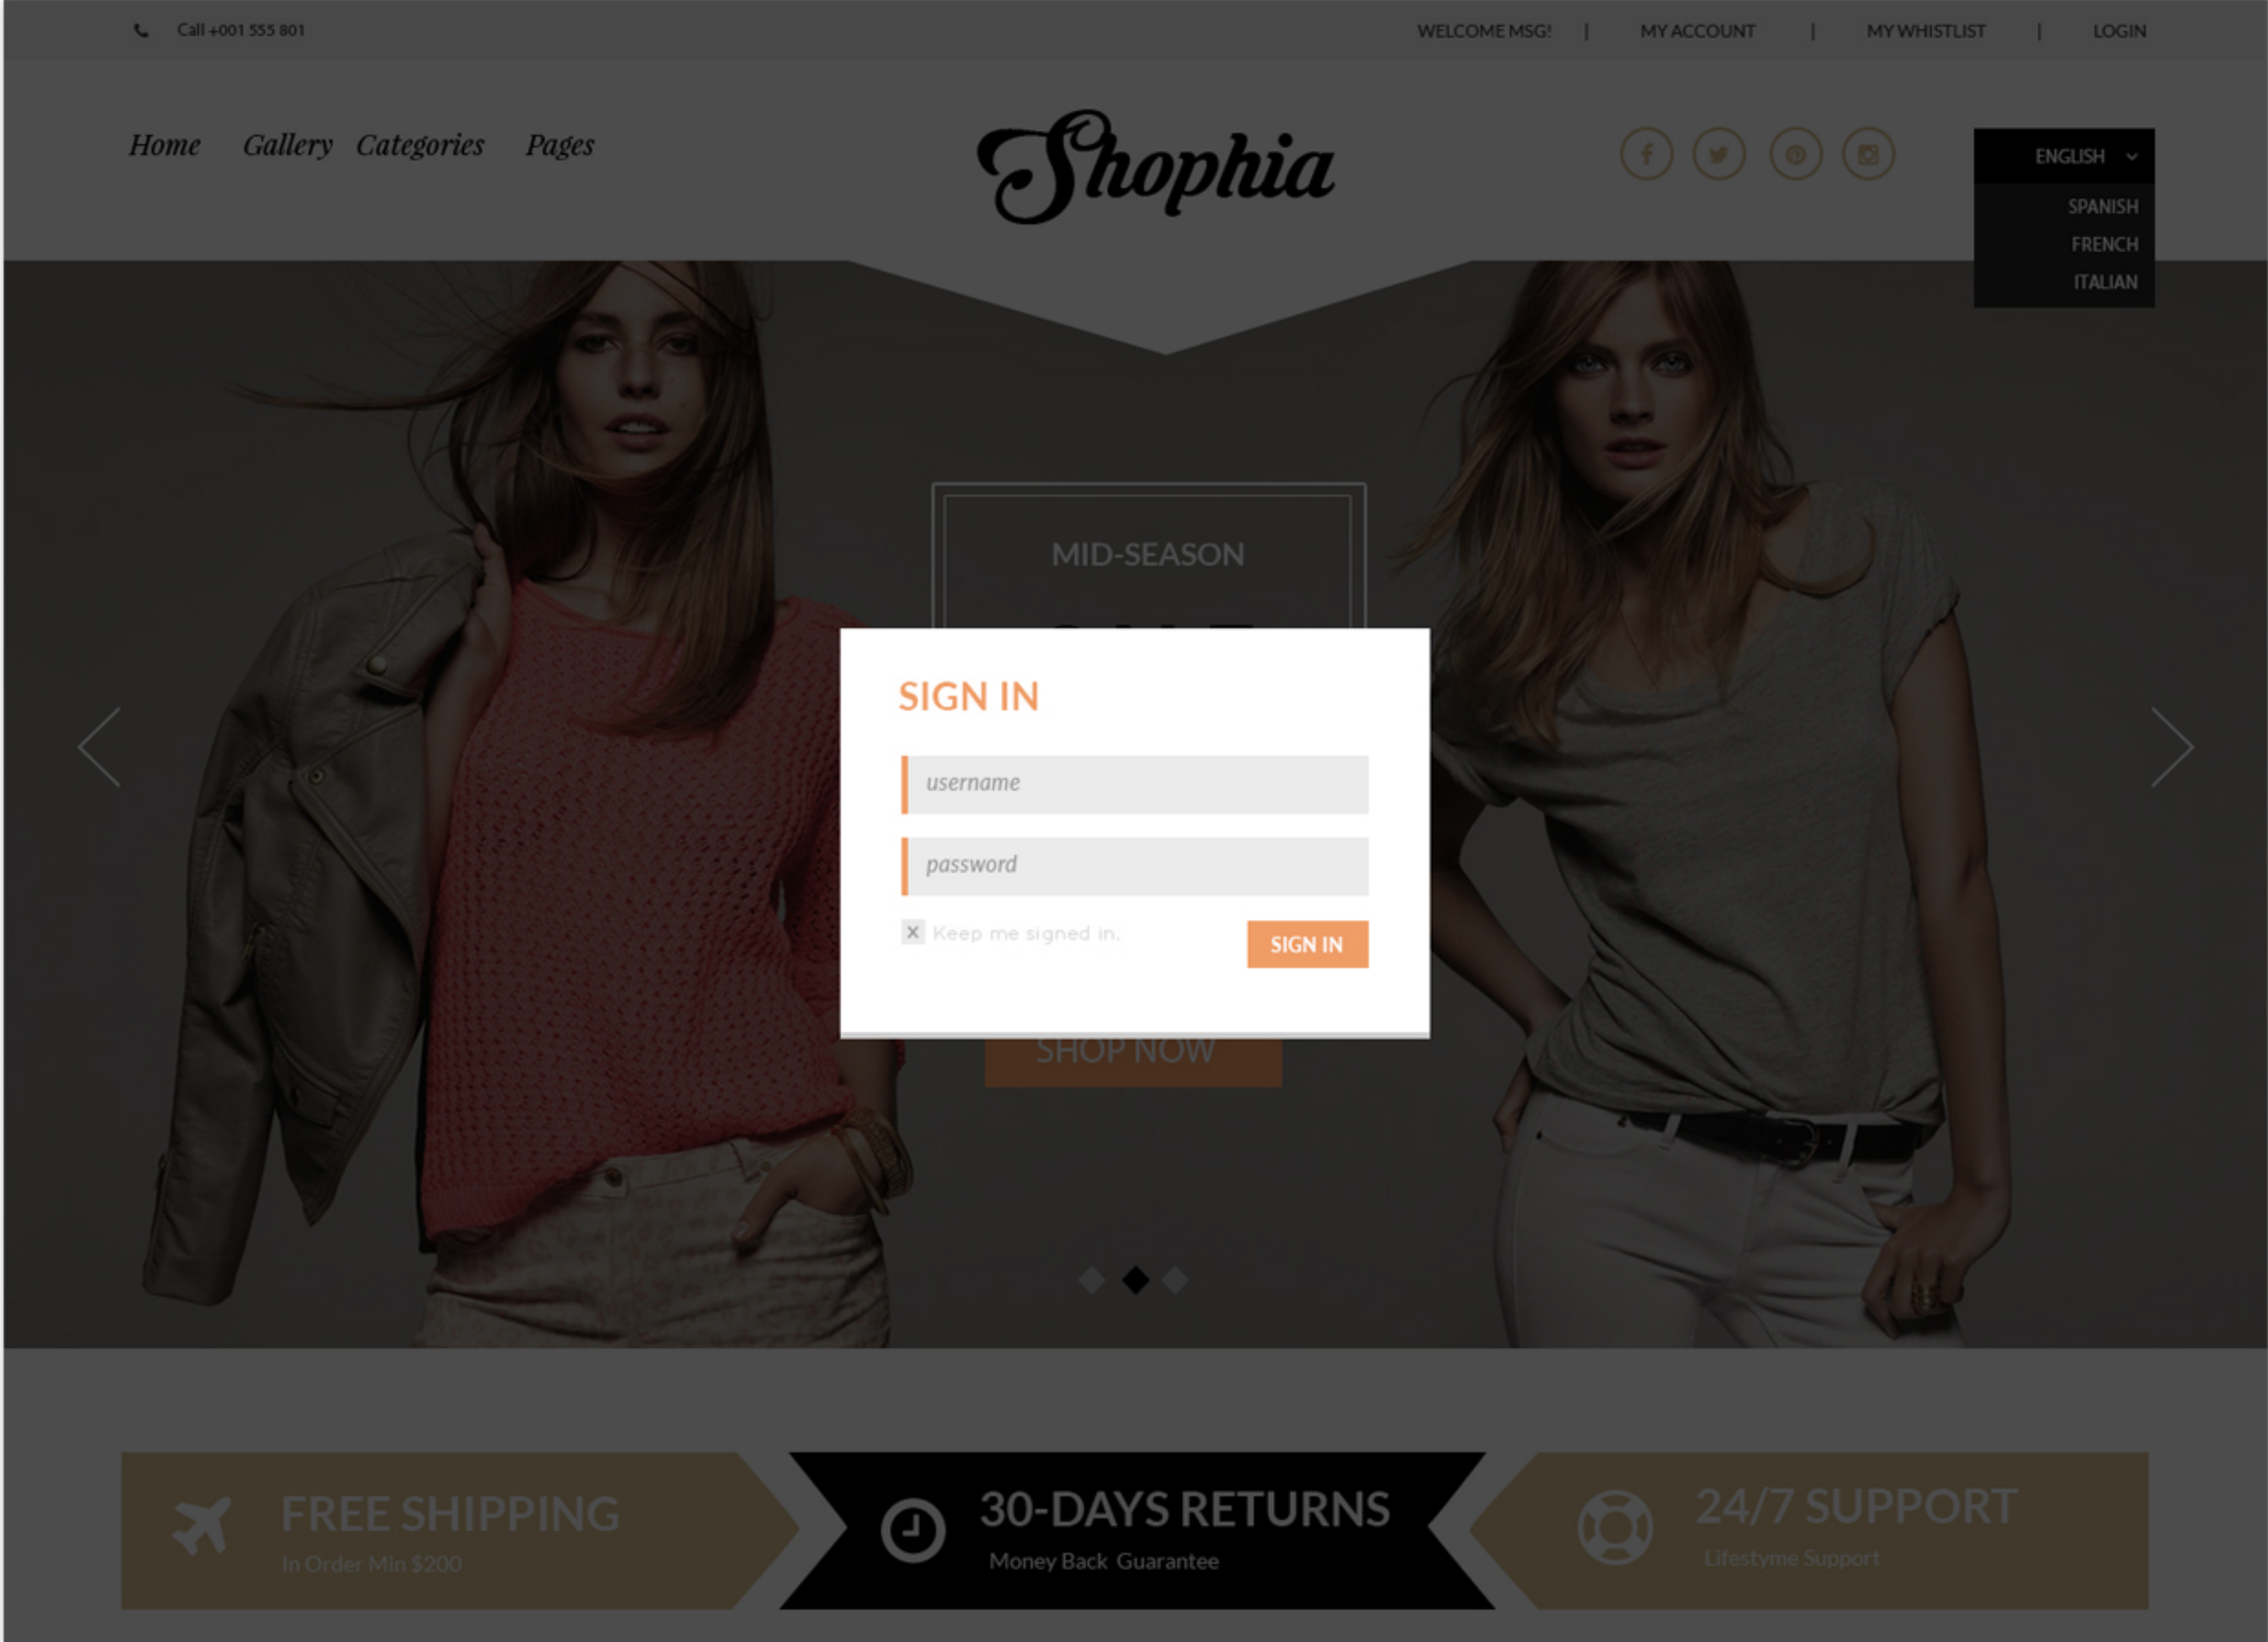 Call +001 555 801
WELCOME MSG! | MY ACCOUNT | MY WHISTLIST | LOGIN
Home Gallery Categories Pages
Shophia
ENGLISH
SPANISH
FRENCH
ITALIAN
MID-SEASON
SIGN IN
username
password
X Keep me signed in.
SIGN IN
SHOP NOW
FREE SHIPPING
In Order Min $200
30-DAYS RETURNS
Money Back Guarantee
24/7 SUPPORT
Lifestyme Support